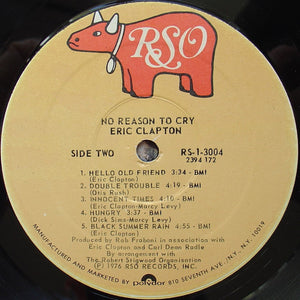 RSO
NO REASON TO CRY
ERIC CLAPTON
SIDE TWO RS-1-3004
2394 172
1. HELLO OLD FRIEND 3:34 - BMI
(Eric Clapton)
2. DOUBLE TROUBLE 4:19 - BMI
(Otis Rush)
3. INNOCENT TIMES 4:10 - BMI
(Eric Clapton-Marcy Levy)
4. HUNGRY 4:37 - BMI
(Dick Sims-Marcy Levy)
5. BLACK SUMMER RAIN 4:55 - BMI
(Eric Clapton)
Produced by Rob Fraboni in association with
Eric Clapton and Carl Dean Radle
By arrangement with
The Robert Stigwood Organisation
℗ 1976 RSO RECORDS, INC.
MANUFACTURED AND MARKETED BY polydor 810 SEVENTH AVE./N.Y., N.Y. 10019